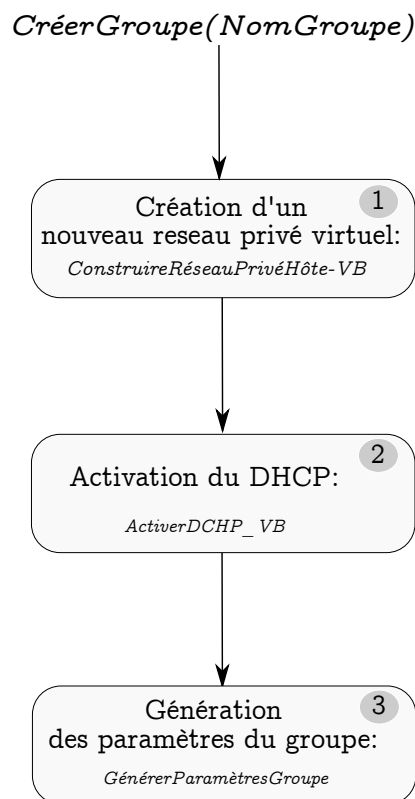 CréerGroupe(NomGroupe)
1
Création d'un
nouveau reseau privé virtuel:
ConstruireRéseauPrivéHôte-VB
2
Activation du DHCP:
ActiverDCHP_VB
3
Génération
des paramètres du groupe:
GénérerParamètresGroupe